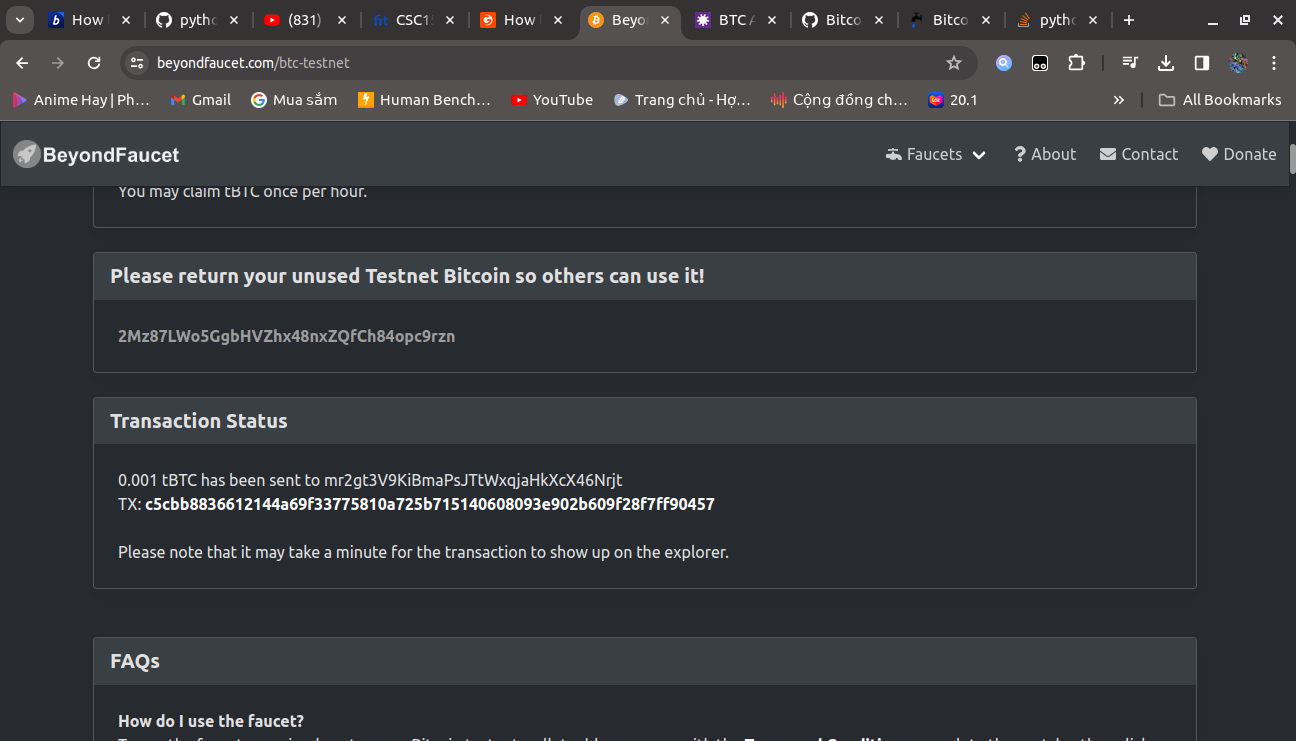 How
pytho
(831)
CSC1
How
Beyo
BTC A
Bitco
Bitco
pytho
beyondfaucet.com/btc-testnet
Anime Hay | Ph... Gmail Mua sắm Human Bench... YouTube Trang chủ - Hợ... Cộng đồng ch... 20.1 All Bookmarks
BeyondFaucet Faucets About Contact Donate
You may claim tBTC once per hour.
Please return your unused Testnet Bitcoin so others can use it!
2Mz87LWo5GgbHVZhx48nxZQfCh84opc9rzn
Transaction Status
0.001 tBTC has been sent to mr2gt3V9KiBmaPsJTtWxqjaHkXcX46Nrjt
TX: c5cbb8836612144a69f33775810a725b715140608093e902b609f28f7ff90457
Please note that it may take a minute for the transaction to show up on the explorer.
FAQs
How do I use the faucet?